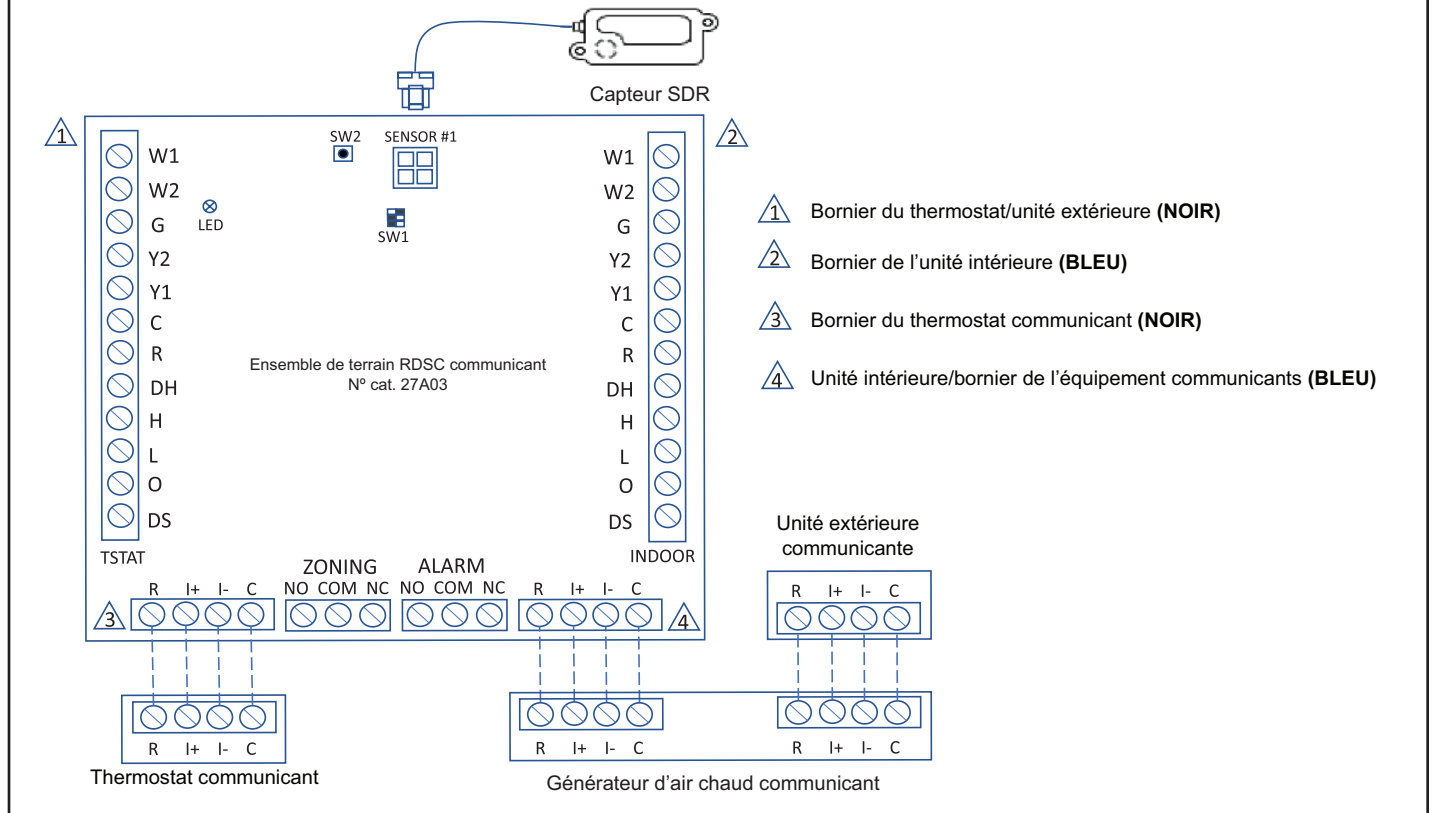 Capteur SDR
1
2
SW2
SENSOR #1
SW1
LED
W1
W2
G
Y2
Y1
C
R
DH
H
L
O
DS
TSTAT
Ensemble de terrain RDSC communicant
Nº cat. 27A03
W1
W2
G
Y2
Y1
C
R
DH
H
L
O
DS
INDOOR
1 Bornier du thermostat/unité extérieure (NOIR)
2 Bornier de l’unité intérieure (BLEU)
3 Bornier du thermostat communicant (NOIR)
4 Unité intérieure/bornier de l’équipement communicants (BLEU)
ZONING
ALARM
R I+ I- C
NO COM NC
NO COM NC
R I+ I- C
3
4
Unité extérieure
communicante
R I+ I- C
R I+ I- C
Thermostat communicant
R I+ I- C
R I+ I- C
Générateur d’air chaud communicant